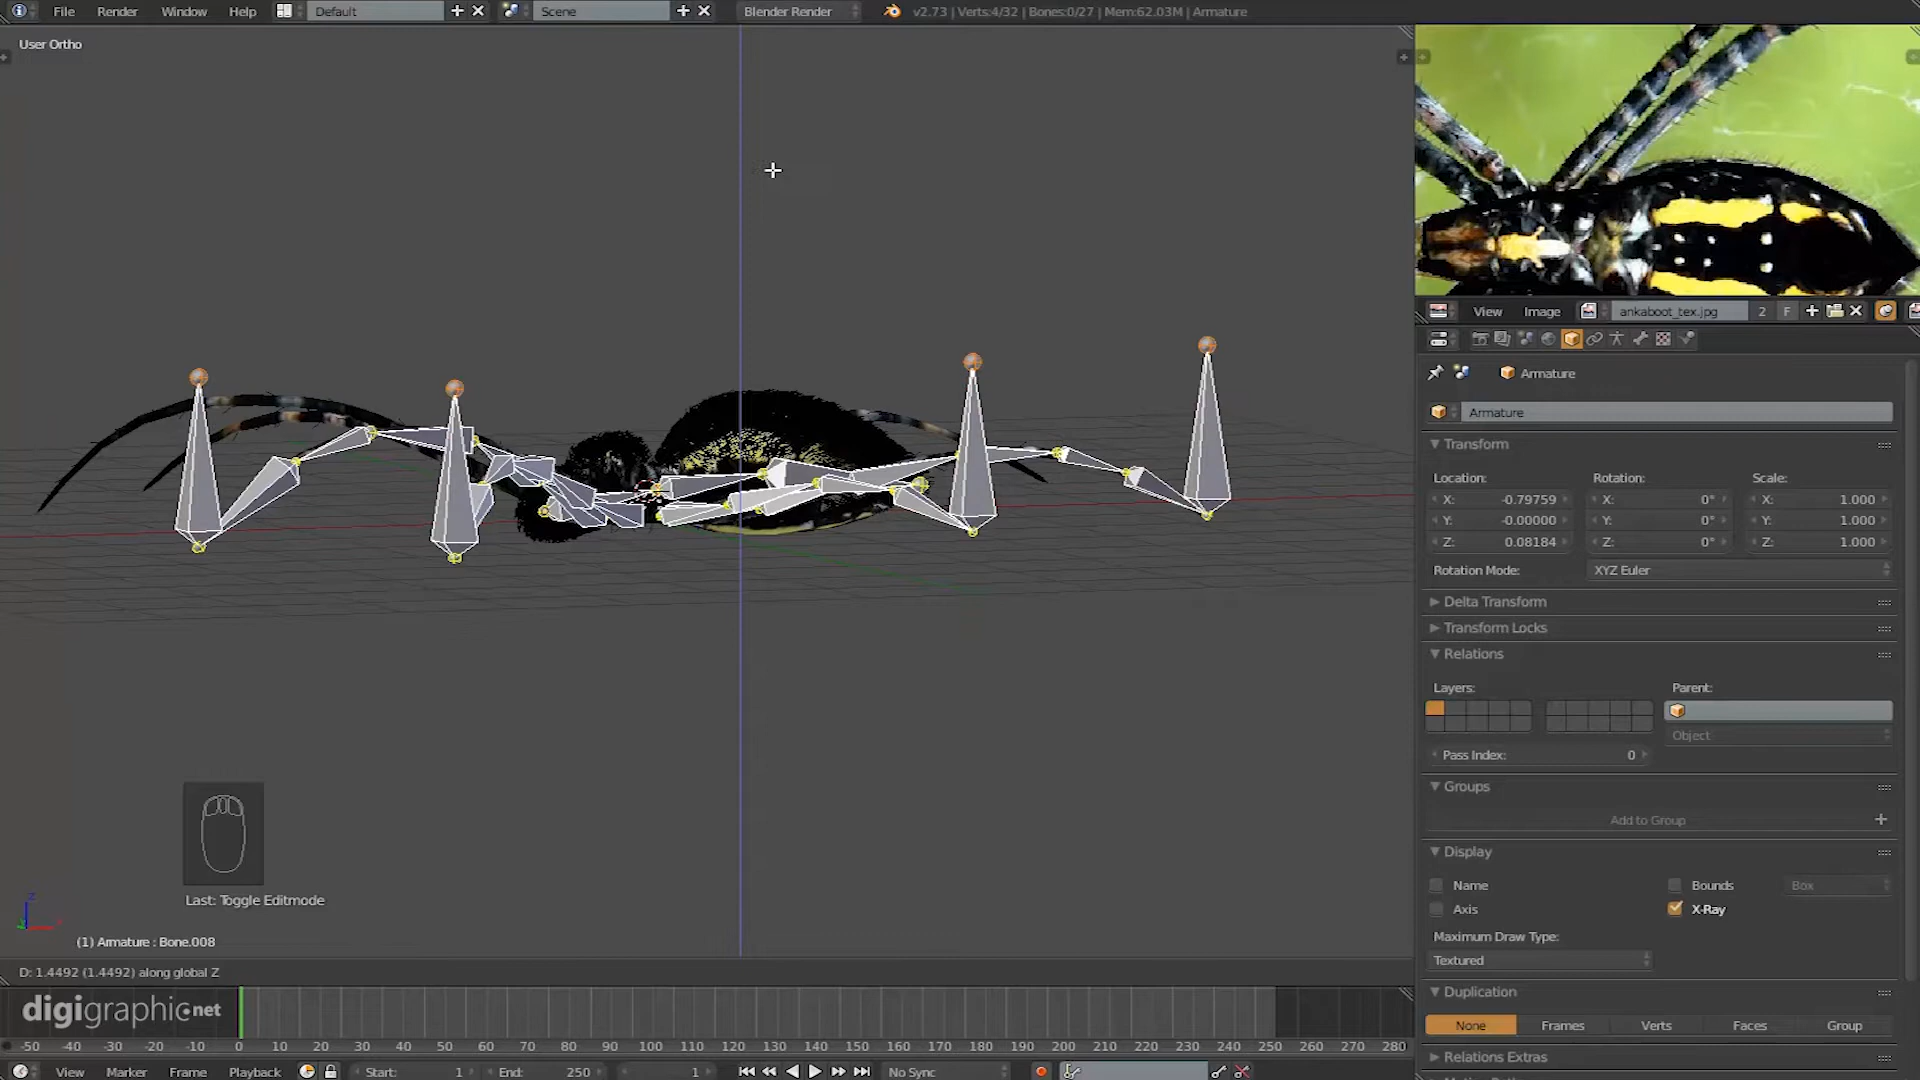 File Render Window Help Default Scene Blender Render v2.73 | Verts:4/32 | Bones:0/27 | Mem:62.03M | Armature
User Ortho
View Image ankaboot_tex.jpg 2 F
Armature
Armature
Transform
Location: Rotation: Scale:
X: -0.79759 X: 0° X: 1.000
Y: -0.00000 Y: 0° Y: 1.000
Z: 0.08184 Z: 0° Z: 1.000
Rotation Mode: XYZ Euler
Delta Transform
Transform Locks
Relations
Layers: Parent:
Object
Pass Index: 0
Groups
Add to Group
Display
Name Bounds Box
Axis X-Ray
Maximum Draw Type:
Textured
Duplication
None Frames Verts Faces Group
Relations Extras
Last: Toggle Editmode
(1) Armature : Bone.008
D: 1.4492 (1.4492) along global Z
digigraphic.net
-50 -40 -30 -20 -10 0 10 20 30 40 50 60 70 80 90 100 110 120 130 140 150 160 170 180 190 200 210 220 230 240 250 260 270 280
View Marker Frame Playback Start: 1 End: 250 1 No Sync